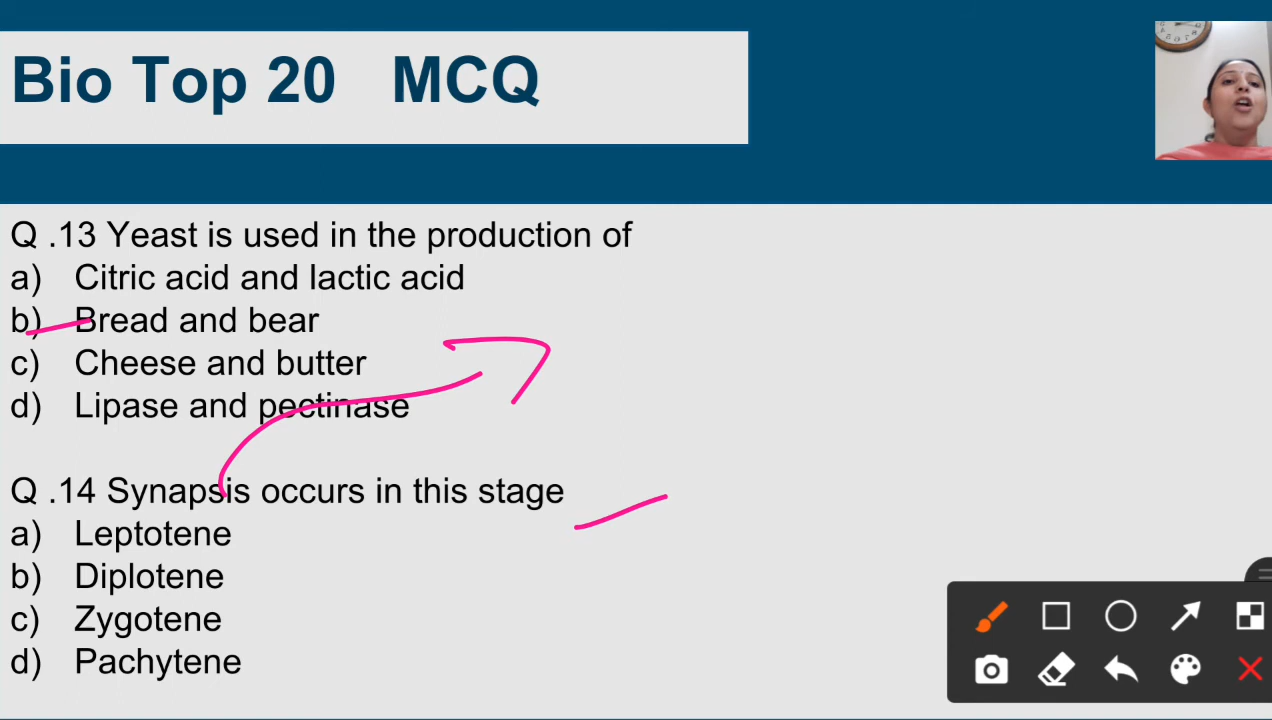 Bio Top 20 MCQ
Q .13 Yeast is used in the production of
a) Citric acid and lactic acid
b) Bread and bear
c) Cheese and butter
d) Lipase and pectinase
Q .14 Synapsis occurs in this stage
a) Leptotene
b) Diplotene
c) Zygotene
d) Pachytene